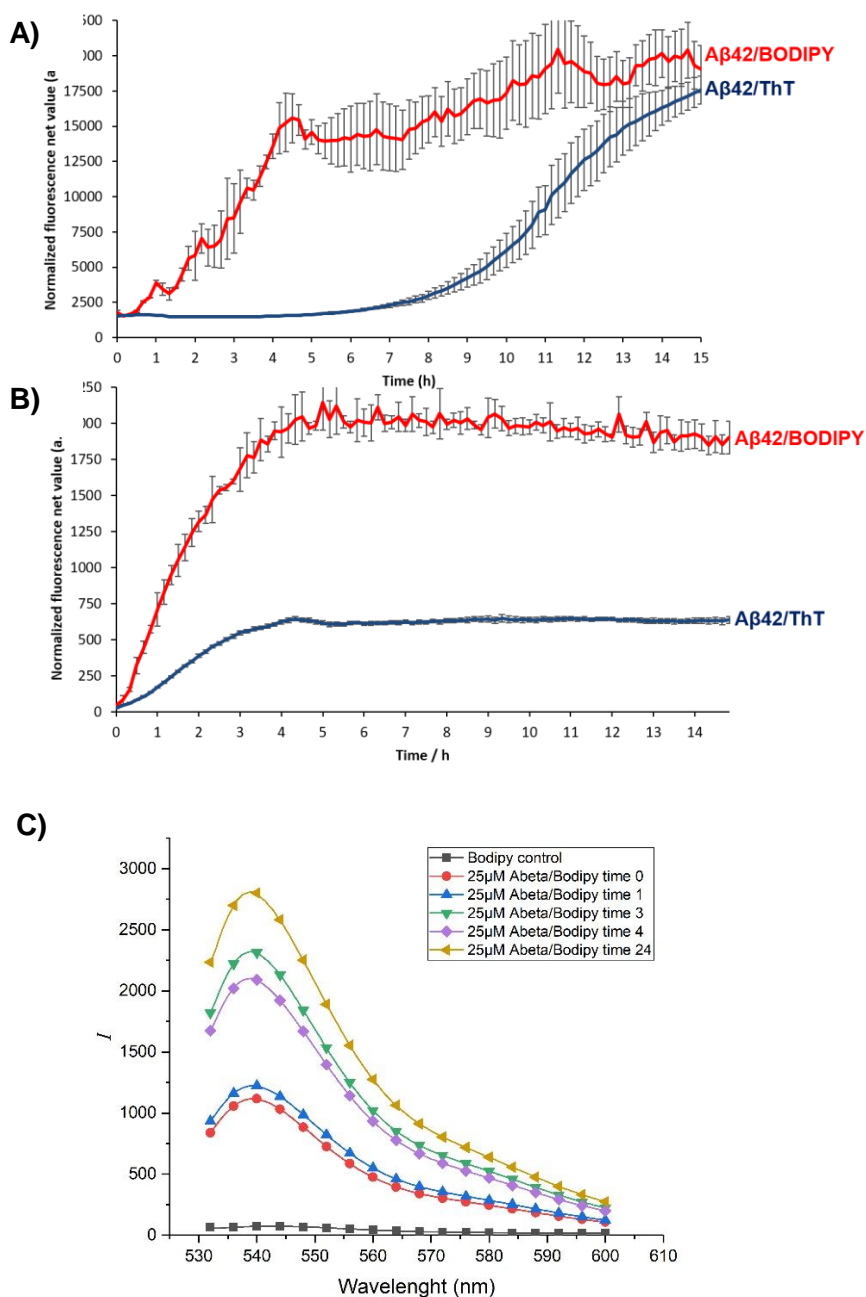 A)
Normalized fluorescence net value (a
500
000
17500
15000
12500
10000
7500
5000
2500
0
0 1 2 3 4 5 6 7 8 9 10 11 12 13 14 15
Time (h)
Aβ42/BODIPY
Aβ42/ThT
B)
Normalized fluorescence net value (a.
250
000
1750
1500
1250
1000
750
500
250
0
0 1 2 3 4 5 6 7 8 9 10 11 12 13 14
Time / h
Aβ42/BODIPY
Aβ42/ThT
C)
I
3000
2500
2000
1500
1000
500
0
530 540 550 560 570 580 590 600 610
Wavelenght (nm)
Bodipy control
25μM Abeta/Bodipy time 0
25μM Abeta/Bodipy time 1
25μM Abeta/Bodipy time 3
25μM Abeta/Bodipy time 4
25μM Abeta/Bodipy time 24